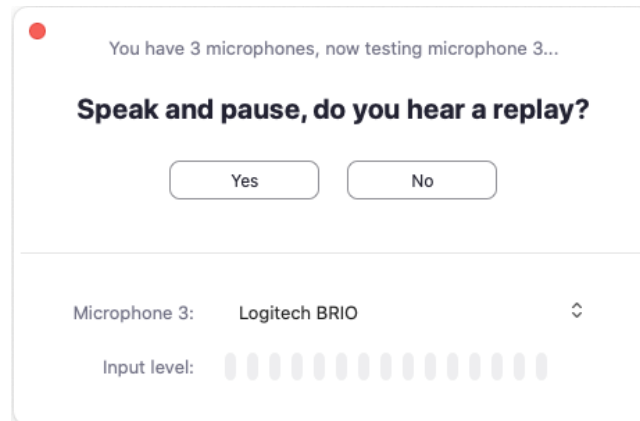 You have 3 microphones, now testing microphone 3...
Speak and pause, do you hear a replay?
Yes No
Microphone 3: Logitech BRIO
Input level: